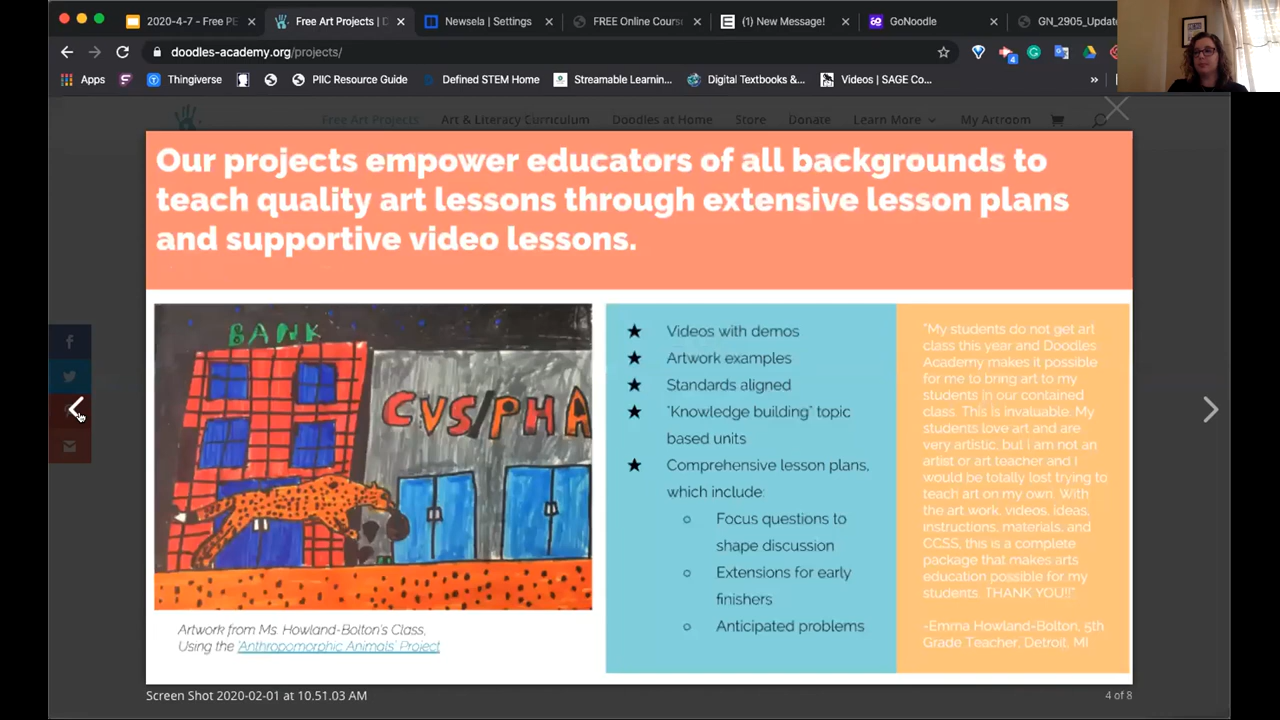 2020-4-7 - Free PE
Free Art Projects | D
Newsela | Settings
FREE Online Cours
(1) New Message!
GoNoodle
GN_2905_Update
doodles-academy.org/projects/
Apps
Thingiverse
PIIC Resource Guide
Defined STEM Home
Streamable Learnin...
Digital Textbooks &...
Videos | SAGE Co...
Free Art Projects
Art & Literacy Curriculum
Doodles at Home
Store
Donate
Learn More
My Artroom
Our projects empower educators of all backgrounds to
teach quality art lessons through extensive lesson plans
and supportive video lessons.
BANK
CVS/PHA
Artwork from Ms. Howland-Bolton's Class,
Using the 'Anthropomorphic Animals' Project
★ Videos with demos
★ Artwork examples
★ Standards aligned
★ "Knowledge building" topic
based units
★ Comprehensive lesson plans,
which include:
○ Focus questions to
shape discussion
○ Extensions for early
finishers
○ Anticipated problems
"My students do not get art
class this year and Doodles
Academy makes it possible
for me to bring art to my
students in our contained
class. This is invaluable. My
students love art and are
very artistic, but I am not an
artist or art teacher and I
would be totally lost trying to
teach art on my own. With
the art work, videos, ideas,
instructions, materials, and
CCSS, this is a complete
package that makes arts
education possible for my
students. THANK YOU!!"
-Emma Howland-Bolton, 5th
Grade Teacher, Detroit, MI
Screen Shot 2020-02-01 at 10.51.03 AM
4 of 8